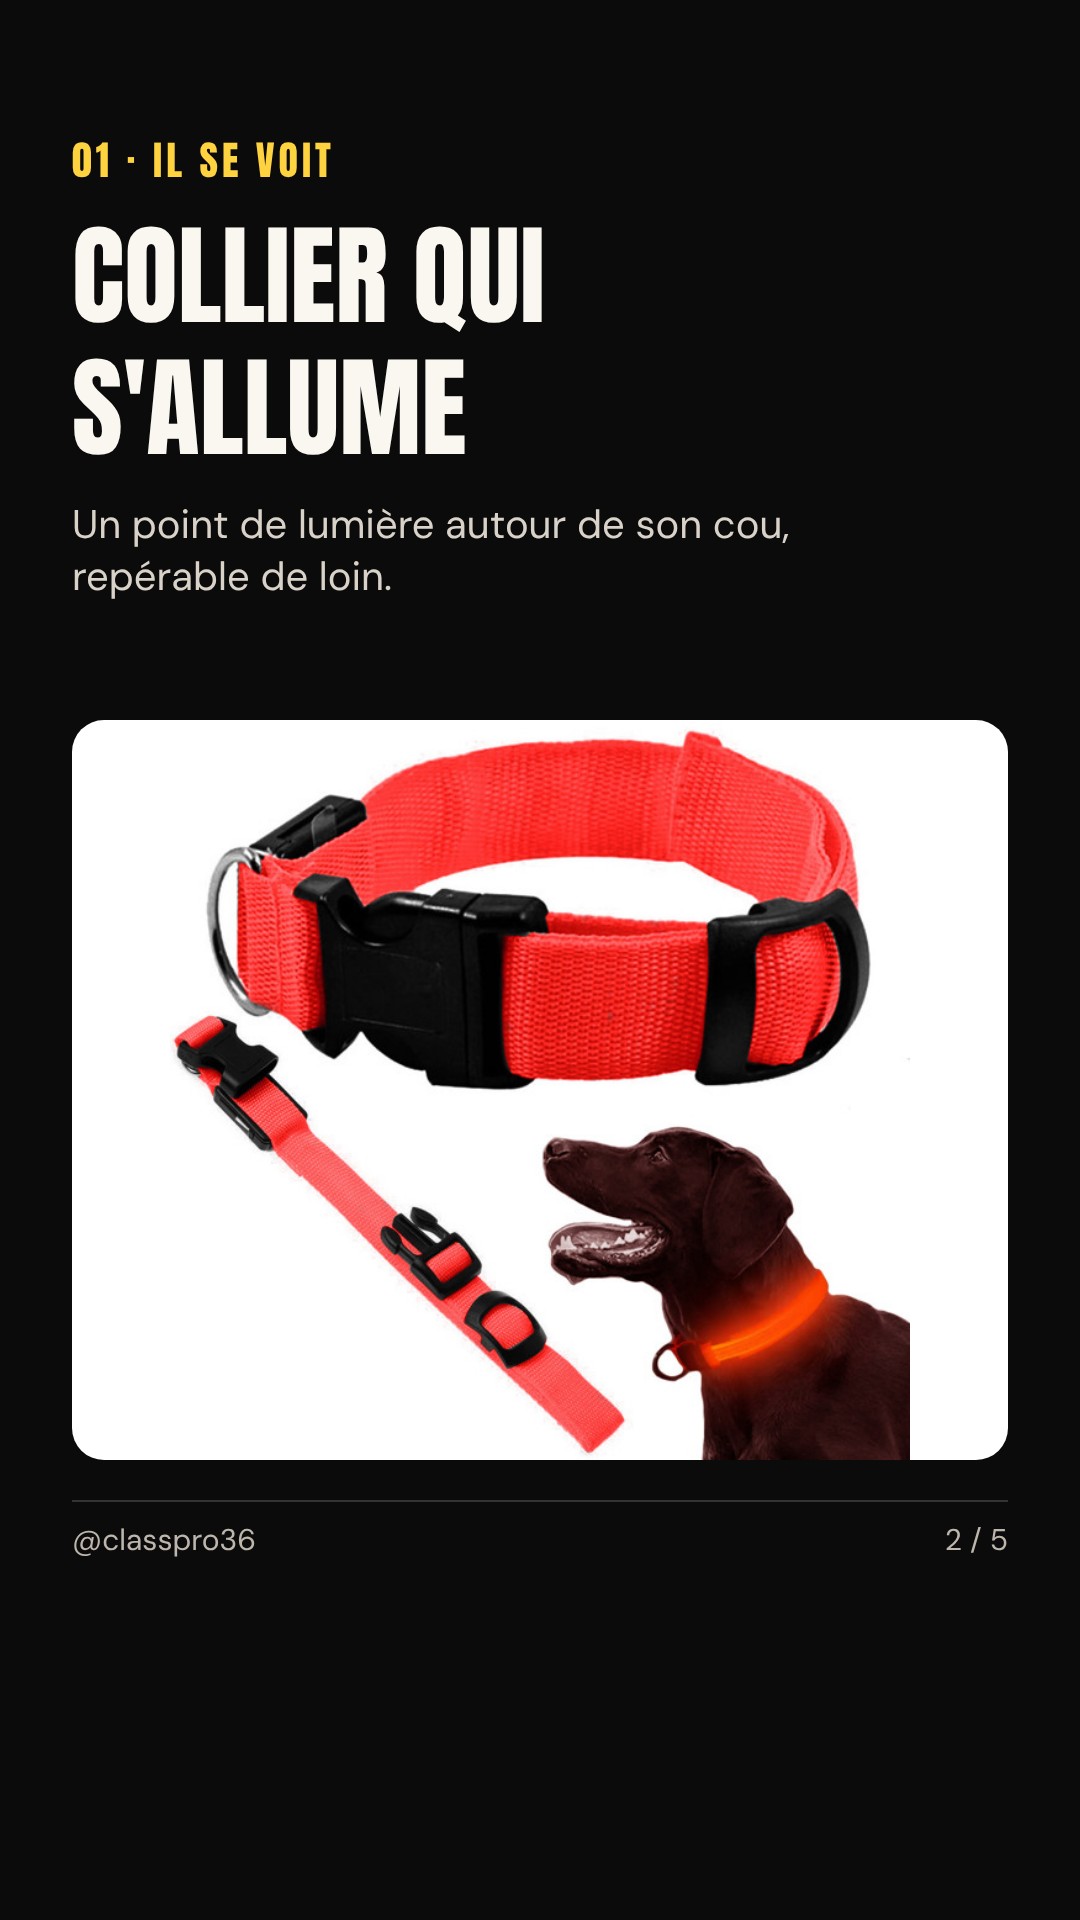 01 · IL SE VOIT
COLLIER QUI
S'ALLUME
Un point de lumière autour de son cou,
repérable de loin.
@classpro36
2 / 5